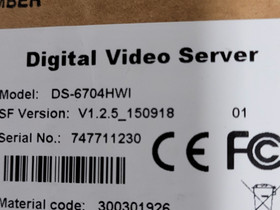 MBER
Digital Video Server
Model: DS-6704HWI
SF Version: V1.2.5_150918 01
Serial No.: 747711230
CE FC
Material code: 300301926